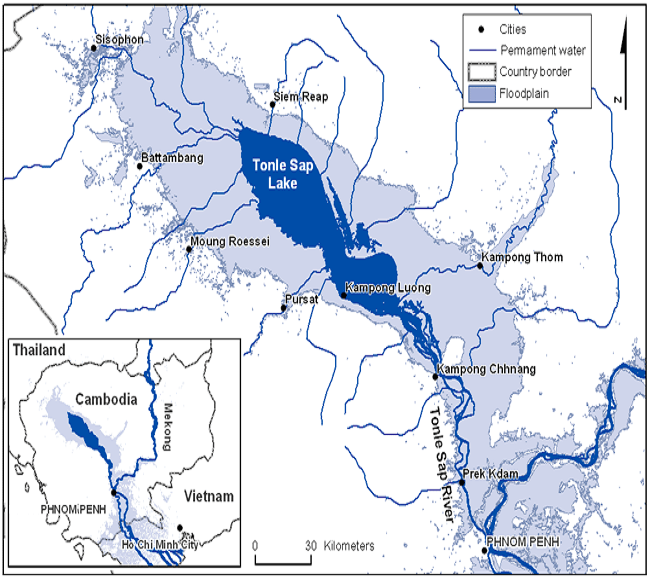 Sisophon
Cities
Permament water
Country border
Floodplain
N
Siem Reap
Battambang
Tonle Sap
Lake
Moung Roessei
Kampong Thom
Pursat
Kampong Luong
Kampong Chhnang
Tonle Sap River
Prek Kdam
PHNOM PENH
0 30 Kilometers
Thailand
Cambodia
Mekong
Vietnam
PHNOM PENH
Ho Chi Minh City